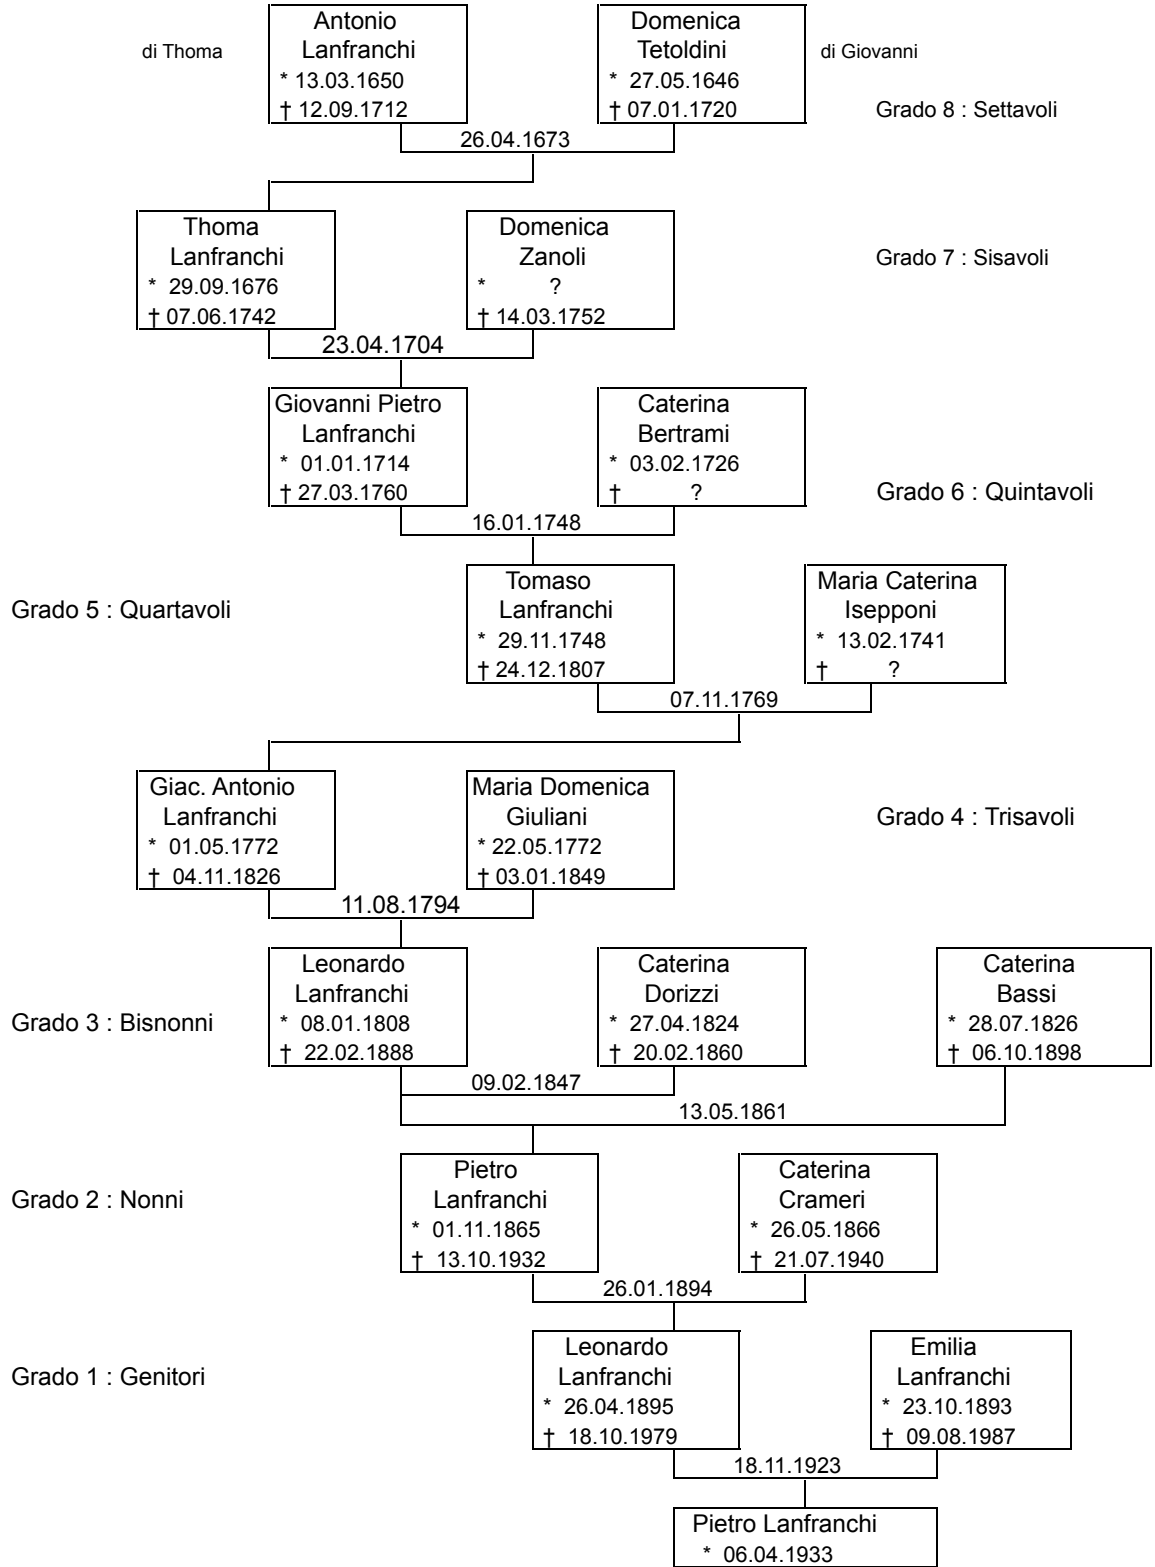 Antonio
Lanfranchi
* 13.03.1650
† 12.09.1712
Domenica
Tetoldini
* 27.05.1646
† 07.01.1720
di Thoma
di Giovanni
Grado 8 : Settavoli
26.04.1673
Thoma
Lanfranchi
* 29.09.1676
† 07.06.1742
Domenica
Zanoli
* ?
† 14.03.1752
Grado 7 : Sisavoli
23.04.1704
Giovanni Pietro
Lanfranchi
* 01.01.1714
† 27.03.1760
Caterina
Bertrami
* 03.02.1726
† ?
Grado 6 : Quintavoli
16.01.1748
Grado 5 : Quartavoli
Tomaso
Lanfranchi
* 29.11.1748
† 24.12.1807
Maria Caterina
Isepponi
* 13.02.1741
† ?
07.11.1769
Giac. Antonio
Lanfranchi
* 01.05.1772
† 04.11.1826
Maria Domenica
Giuliani
* 22.05.1772
† 03.01.1849
Grado 4 : Trisavoli
11.08.1794
Grado 3 : Bisnonni
Leonardo
Lanfranchi
* 08.01.1808
† 22.02.1888
Caterina
Dorizzi
* 27.04.1824
† 20.02.1860
Caterina
Bassi
* 28.07.1826
† 06.10.1898
09.02.1847
13.05.1861
Grado 2 : Nonni
Pietro
Lanfranchi
* 01.11.1865
† 13.10.1932
Caterina
Crameri
* 26.05.1866
† 21.07.1940
26.01.1894
Grado 1 : Genitori
Leonardo
Lanfranchi
* 26.04.1895
† 18.10.1979
Emilia
Lanfranchi
* 23.10.1893
† 09.08.1987
18.11.1923
Pietro Lanfranchi
* 06.04.1933